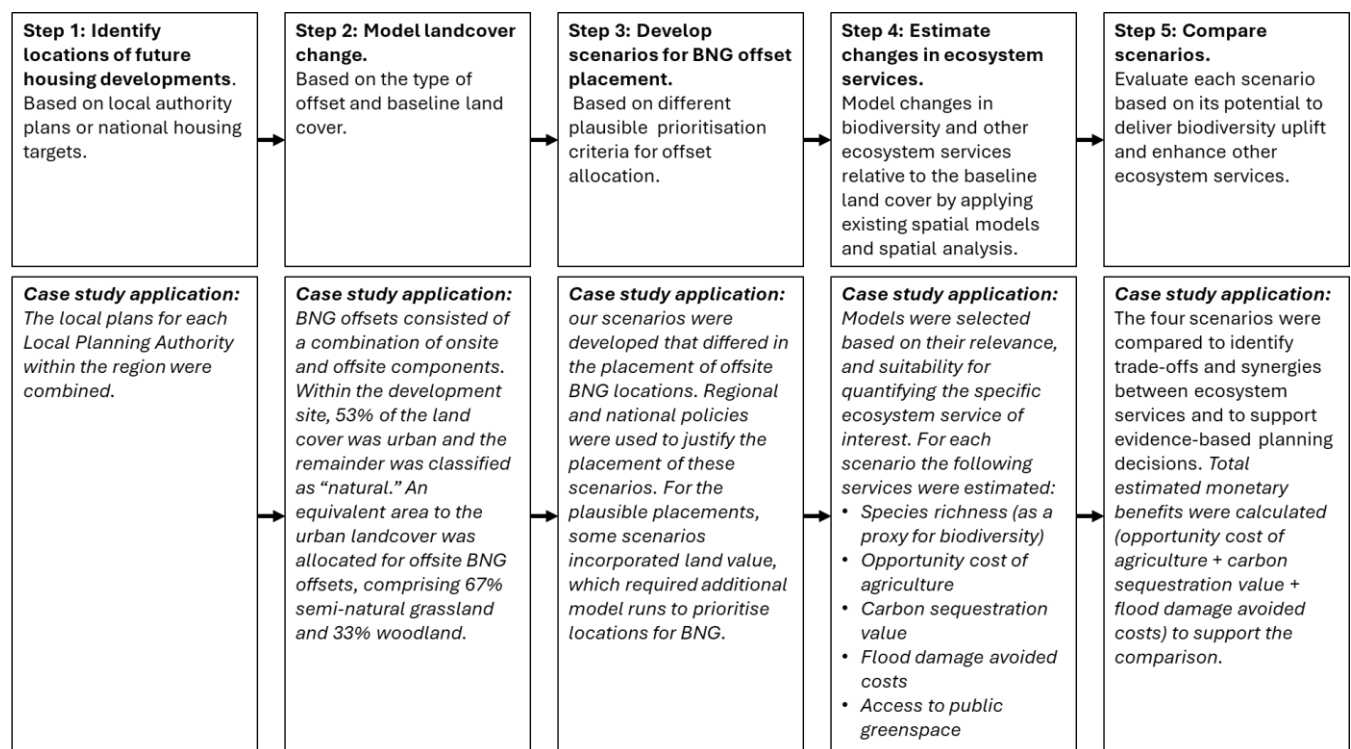 Step 1: Identify
locations of future
housing developments.
Based on local authority
plans or national housing
targets.
Step 2: Model landcover
change.
Based on the type of
offset and baseline land
cover.
Step 3: Develop
scenarios for BNG offset
placement.
Based on different
plausible prioritisation
criteria for offset
allocation.
Step 4: Estimate
changes in ecosystem
services.
Model changes in
biodiversity and other
ecosystem services
relative to the baseline
land cover by applying
existing spatial models
and spatial analysis.
Step 5: Compare
scenarios.
Evaluate each scenario
based on its potential to
deliver biodiversity uplift
and enhance other
ecosystem services.
Case study application:
The local plans for each
Local Planning Authority
within the region were
combined.
Case study application:
BNG offsets consisted of
a combination of onsite
and offsite components.
Within the development
site, 53% of the land
cover was urban and the
remainder was classified
as “natural.” An
equivalent area to the
urban landcover was
allocated for offsite BNG
offsets, comprising 67%
semi-natural grassland
and 33% woodland.
Case study application:
our scenarios were
developed that differed in
the placement of offsite
BNG locations. Regional
and national policies
were used to justify the
placement of these
scenarios. For the
plausible placements,
some scenarios
incorporated land value,
which required additional
model runs to prioritise
locations for BNG.
Case study application:
Models were selected
based on their relevance,
and suitability for
quantifying the specific
ecosystem service of
interest. For each
scenario the following
services were estimated:
• Species richness (as a
proxy for biodiversity)
• Opportunity cost of
agriculture
• Carbon sequestration
value
• Flood damage avoided
costs
• Access to public
greenspace
Case study application:
The four scenarios were
compared to identify
trade-offs and synergies
between ecosystem
services and to support
evidence-based planning
decisions. Total
estimated monetary
benefits were calculated
(opportunity cost of
agriculture + carbon
sequestration value +
flood damage avoided
costs) to support the
comparison.